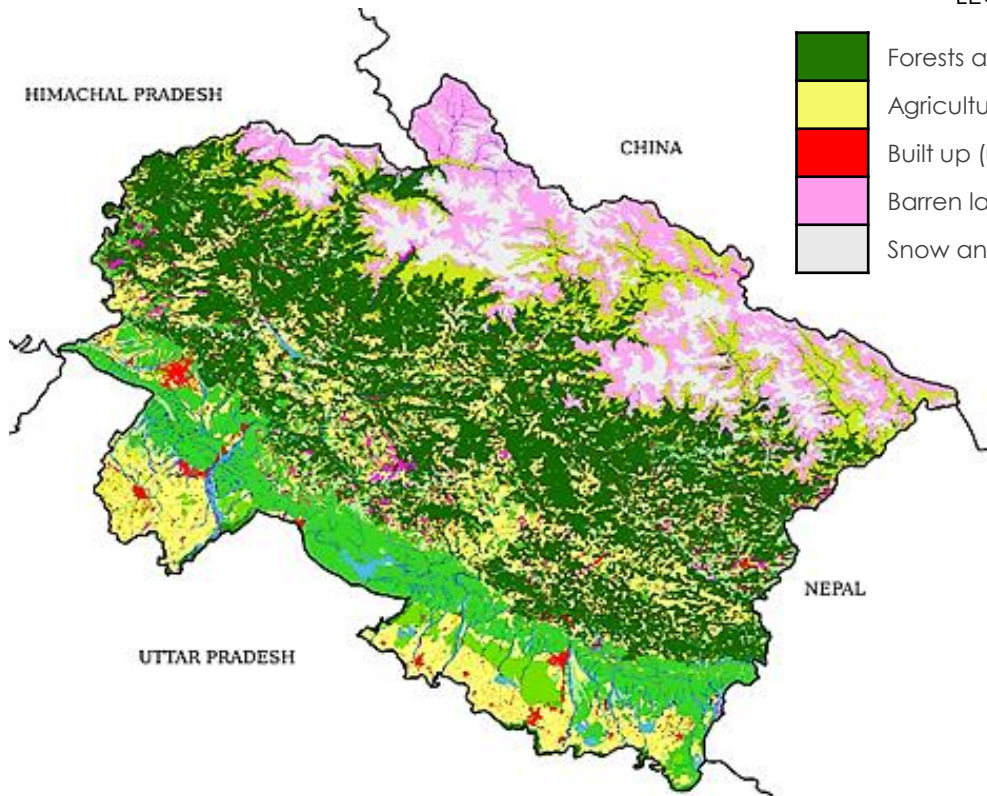 HIMACHAL PRADESH
CHINA
Forests a
Agricultu
Built up (
Barren la
Snow an
NEPAL
UTTAR PRADESH